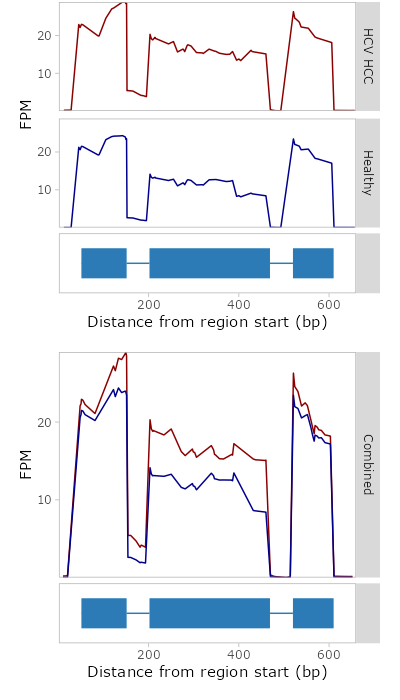 20
10
HCV HCC
FPM
20
10
Healthy
200 400 600
Distance from region start (bp)
20
10
FPM
Combined
200 400 600
Distance from region start (bp)